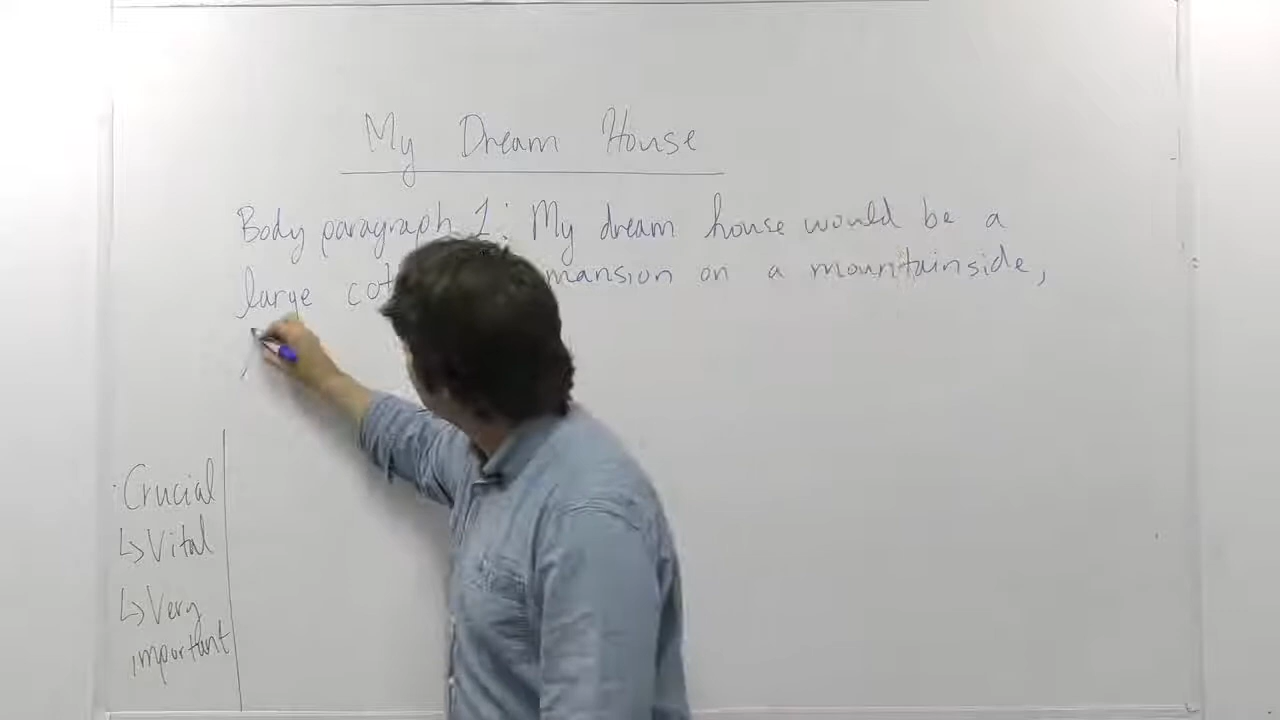 My Dream House
Body paragraph 1: My dream house would be a
large mansion on a mountainside,
Crucial
↳ Vital
↳ Very
important